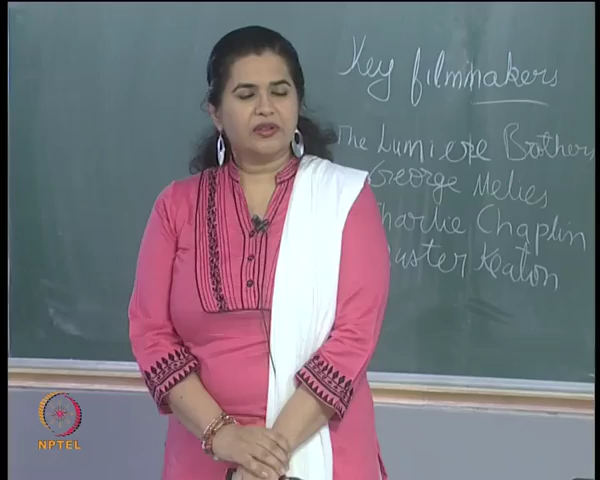 Key filmmakers
The Lumiere Brothers
George Melies
Charlie Chaplin
Buster Keaton
NPTEL